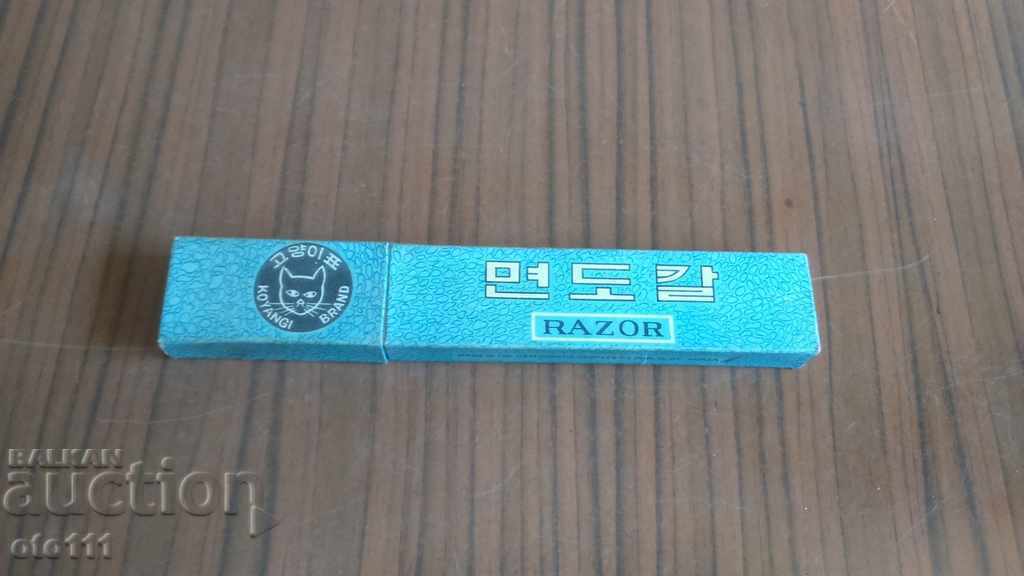 고양이표
KOYANGI BRAND
면도칼
RAZOR
BALKAN
auction
oto111